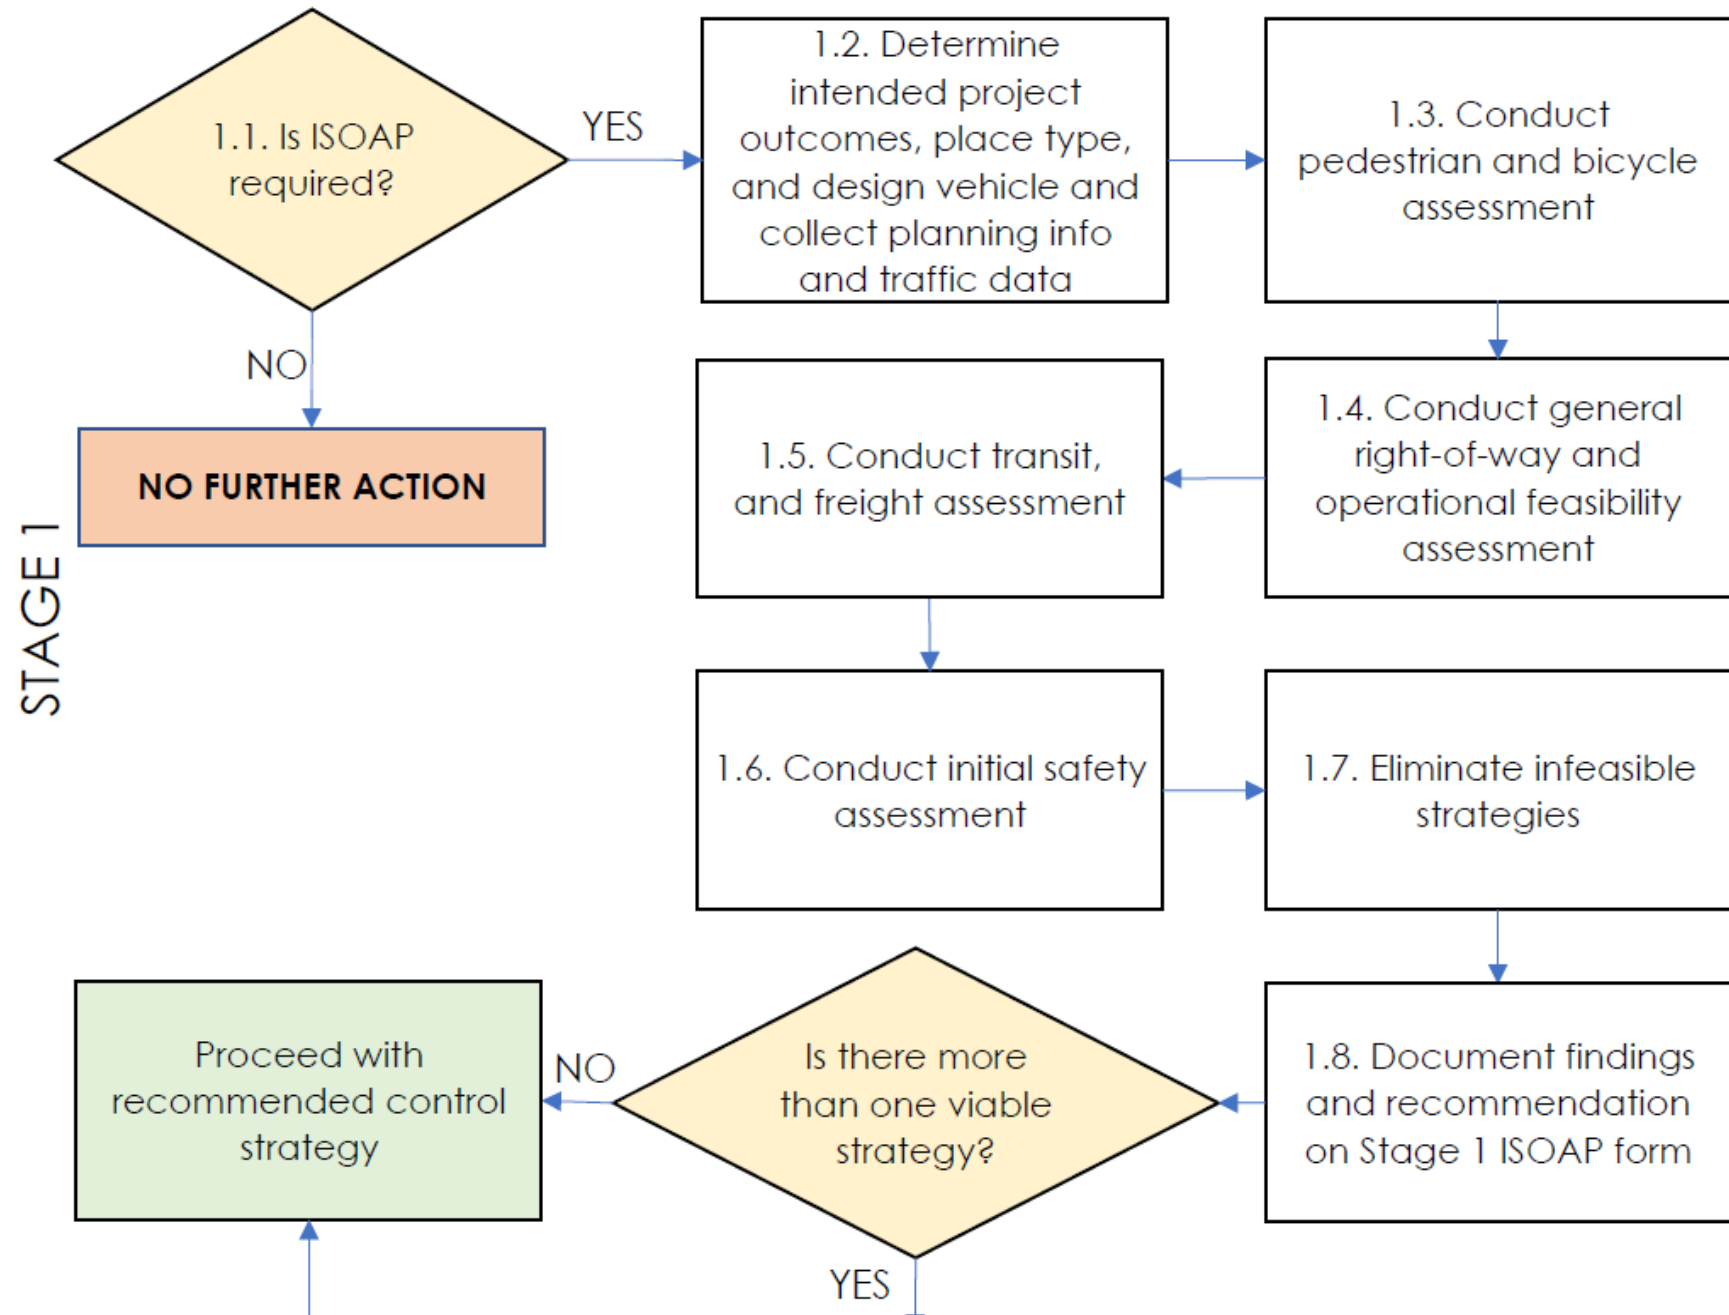 1.1. Is ISOAP
required?
YES
1.2. Determine
intended project
outcomes, place type,
and design vehicle and
collect planning info
and traffic data
1.3. Conduct
pedestrian and bicycle
assessment
NO
NO FURTHER ACTION
1.4. Conduct general
right-of-way and
operational feasibility
assessment
1.5. Conduct transit,
and freight assessment
STAGE 1
1.6. Conduct initial safety
assessment
1.7. Eliminate infeasible
strategies
1.8. Document findings
and recommendation
on Stage 1 ISOAP form
Is there more
than one viable
strategy?
NO
Proceed with
recommended control
strategy
YES